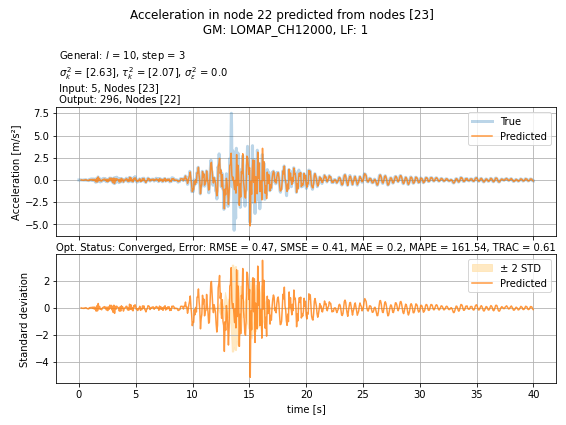 Acceleration in node 22 predicted from nodes [23]
GM: LOMAP_CH12000, LF: 1
General: l = 10, step = 3
σ²ₖ = [2.63], τ²ₖ = [2.07], σ²ε = 0.0
Input: 5, Nodes [23]
Output: 296, Nodes [22]
Acceleration [m/s²]
7.5
5.0
2.5
0.0
−2.5
−5.0
True
Predicted
Opt. Status: Converged, Error: RMSE = 0.47, SMSE = 0.41, MAE = 0.2, MAPE = 161.54, TRAC = 0.61
Standard deviation
2
0
−2
−4
± 2 STD
Predicted
0 5 10 15 20 25 30 35 40
time [s]